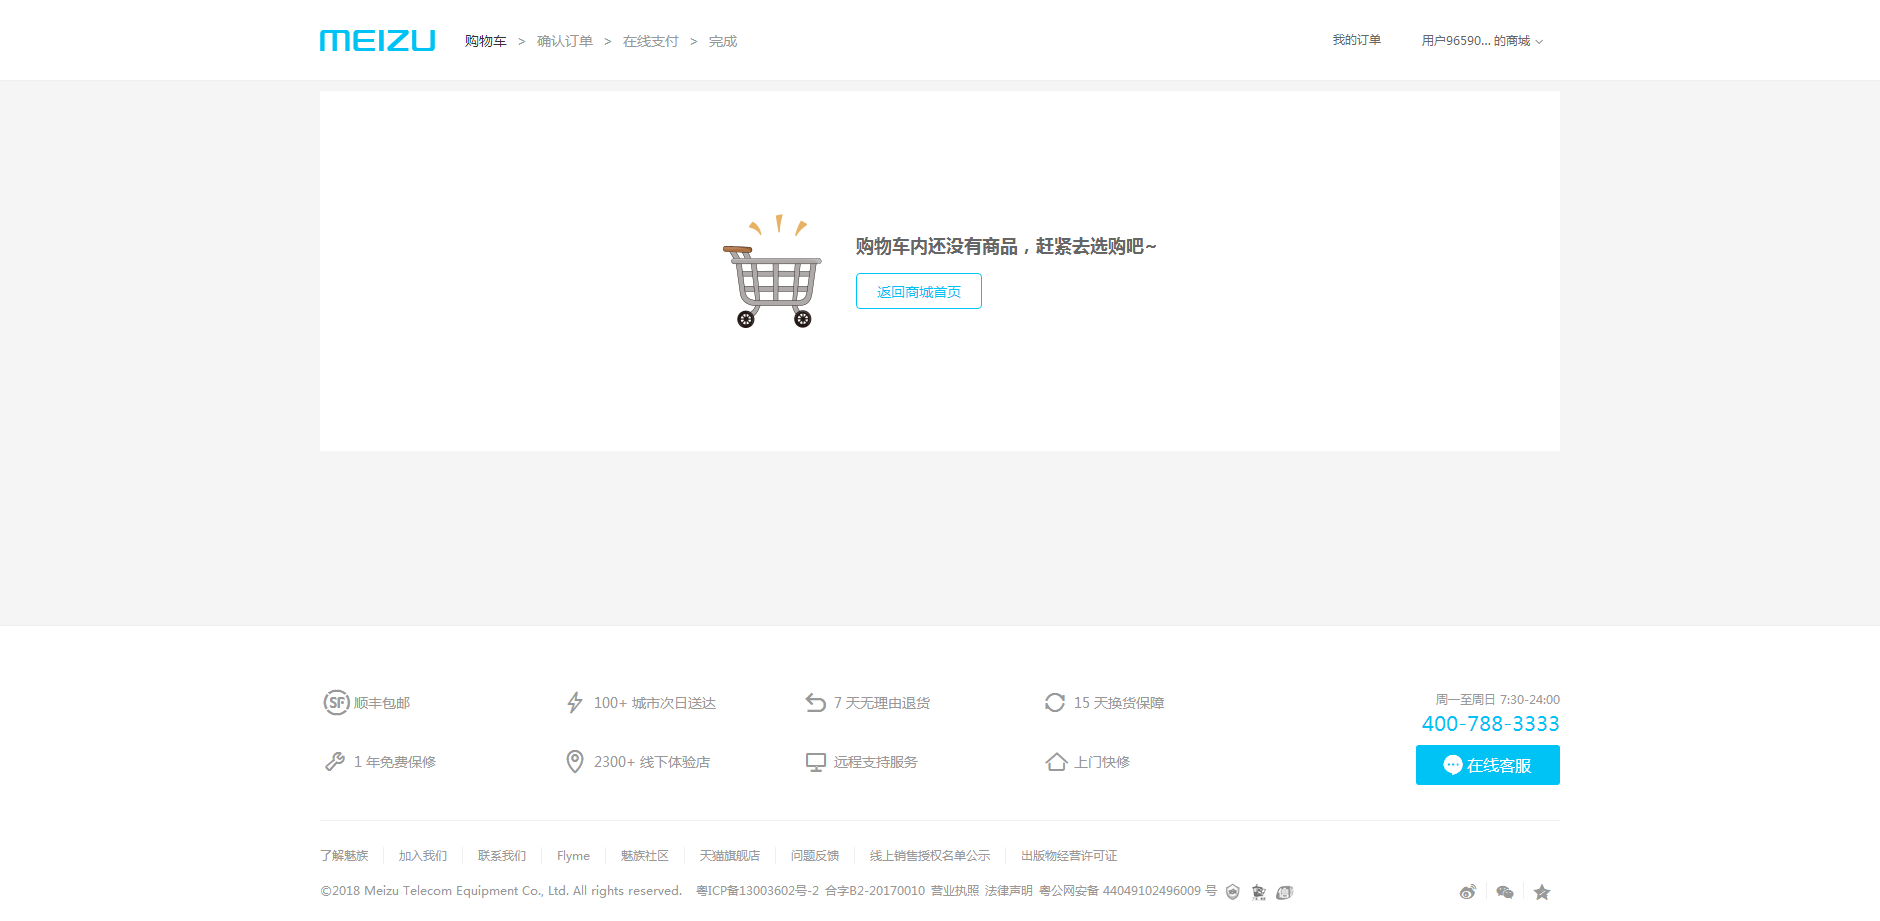 MEIZU 购物车 > 确认订单 > 在线支付 > 完成 我的订单 用户96590... 的商城
购物车内还没有商品，赶紧去选购吧~
返回商城首页
SF 顺丰包邮 100+ 城市次日送达 7 天无理由退货 15 天换货保障
1 年免费保修 2300+ 线下体验店 远程支持服务 上门快修
周一至周日 7:30-24:00
400-788-3333
在线客服
了解魅族 加入我们 联系我们 Flyme 魅族社区 天猫旗舰店 问题反馈 线上销售授权名单公示 出版物经营许可证
©2018 Meizu Telecom Equipment Co., Ltd. All rights reserved. 粤ICP备13003602号-2 合字B2-20170010 营业执照 法律声明 粤公网安备 44049102496009 号